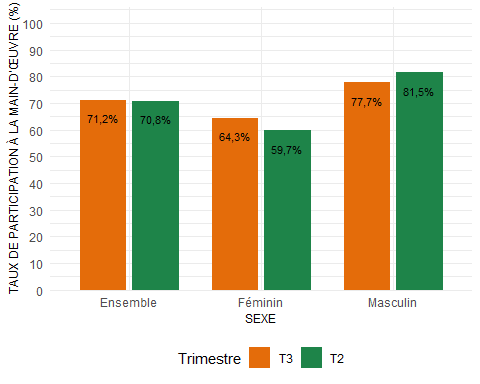 TAUX DE PARTICIPATION À LA MAIN-D'ŒUVRE (%)
100
90
80
70
60
50
40
30
20
10
0
71,2%
70,8%
64,3%
59,7%
77,7%
81,5%
Ensemble
Féminin
Masculin
SEXE
Trimestre
T3
T2